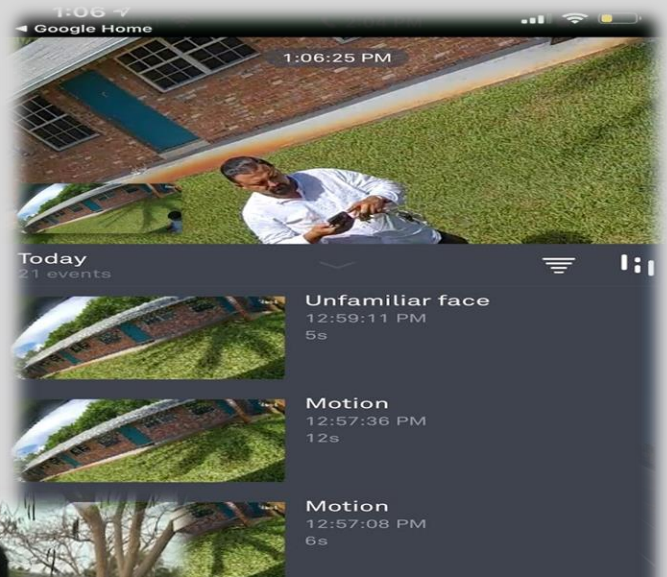 1:06
◀ Google Home
1:06:25 PM
Today
21 events
Unfamiliar face
12:59:11 PM
5s
Motion
12:57:36 PM
12s
Motion
12:57:08 PM
6s